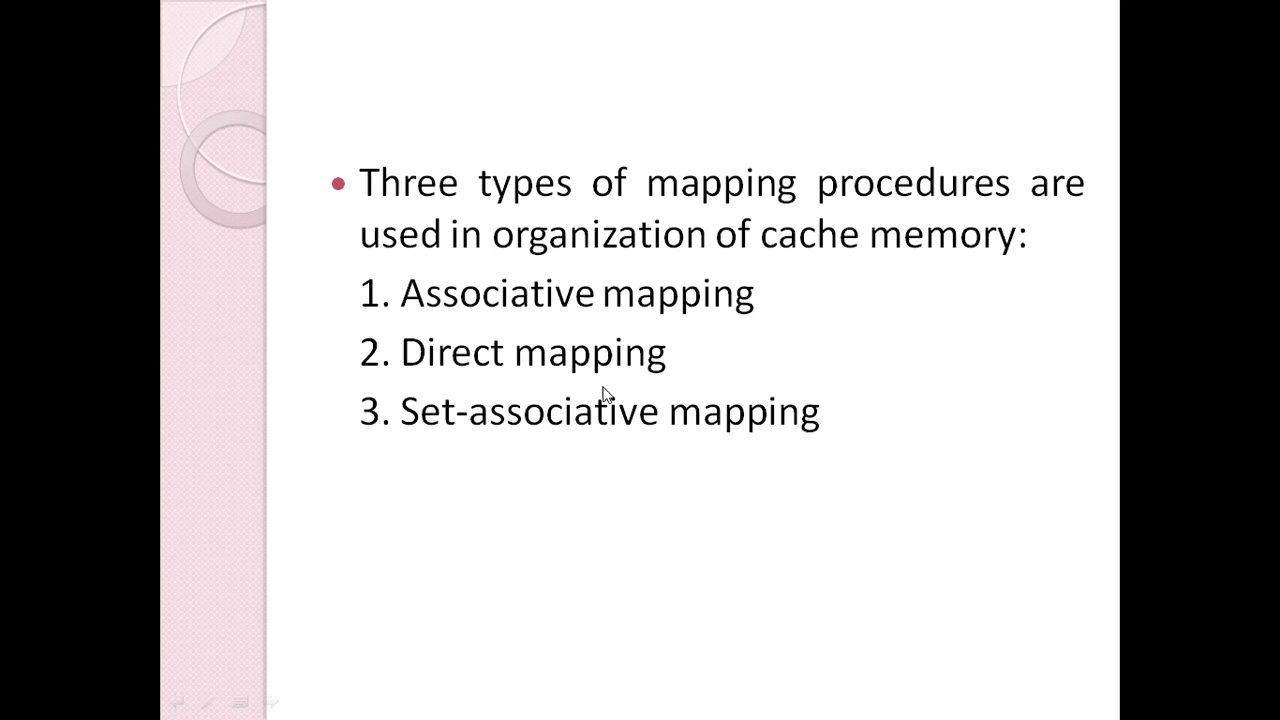 • Three types of mapping procedures are
used in organization of cache memory:
1. Associative mapping
2. Direct mapping
3. Set-associative mapping